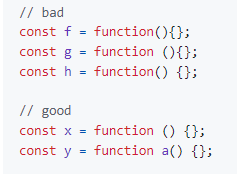 // bad
const f = function(){};
const g = function (){};
const h = function() {};
// good
const x = function () {};
const y = function a() {};